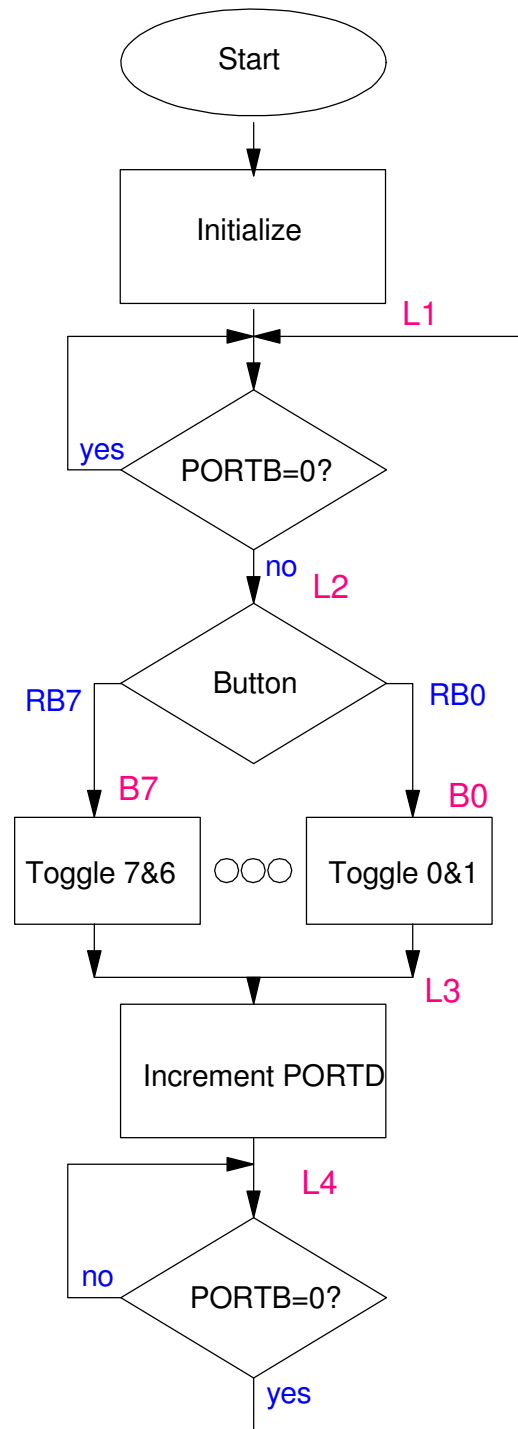 Start
Initialize
L1
yes
PORTB=0?
no
L2
Button
RB7
RB0
B7
B0
Toggle 7&6
Toggle 0&1
L3
Increment PORTD
L4
no
PORTB=0?
yes